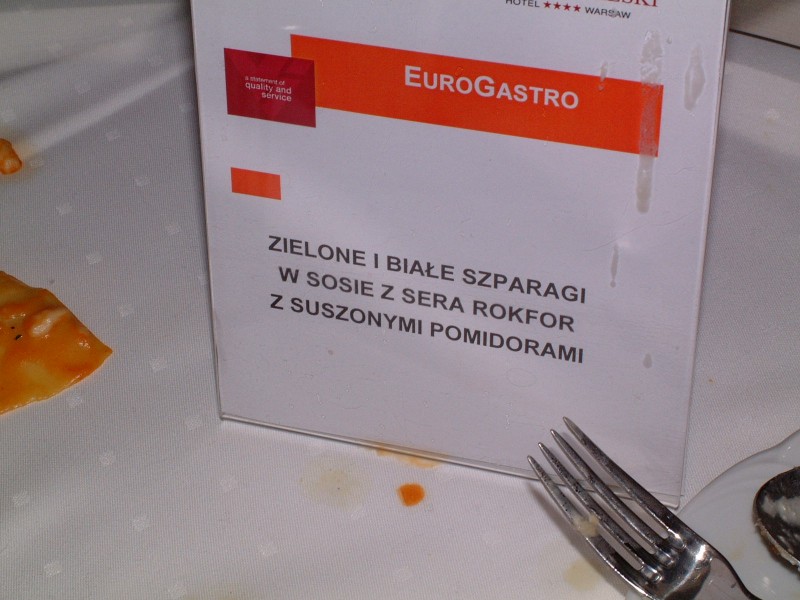 HOTEL ★★★★ WARSAW
a statement of
quality and
service
EUROGASTRO
ZIELONE I BIAŁE SZPARAGI
W SOSIE Z SERA ROKFOR
Z SUSZONYMI POMIDORAMI